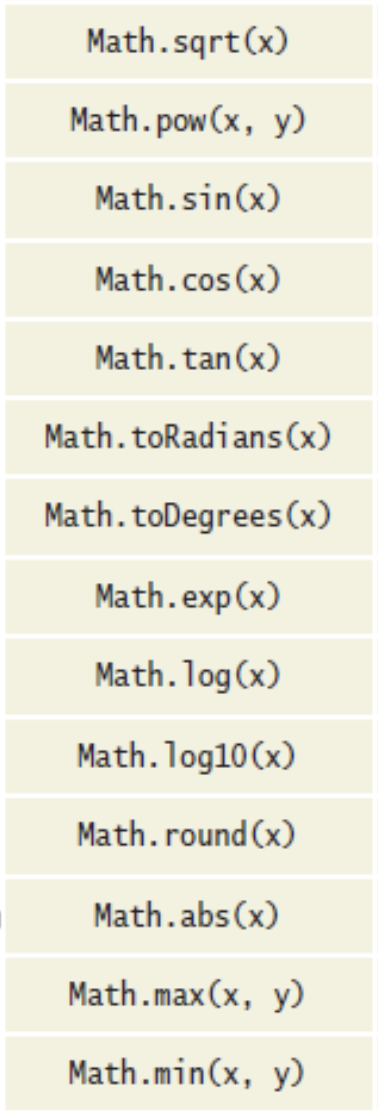 Math.sqrt(x)
Math.pow(x, y)
Math.sin(x)
Math.cos(x)
Math.tan(x)
Math.toRadians(x)
Math.toDegrees(x)
Math.exp(x)
Math.log(x)
Math.log10(x)
Math.round(x)
Math.abs(x)
Math.max(x, y)
Math.min(x, y)